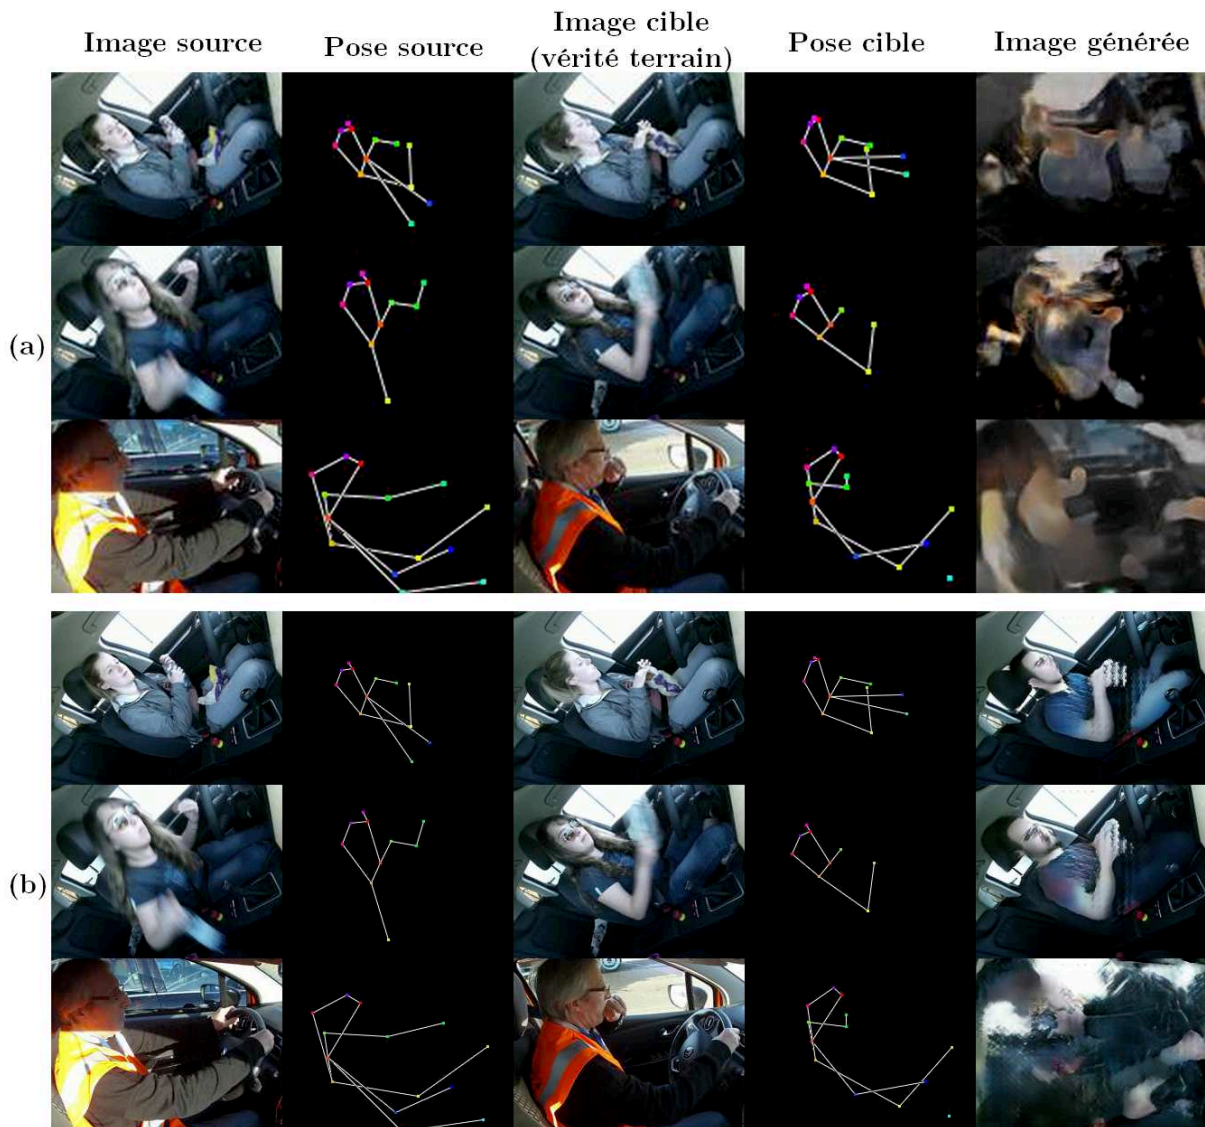 Image source
Pose source
Image cible
(vérité terrain)
Pose cible
Image générée
(a)
(b)